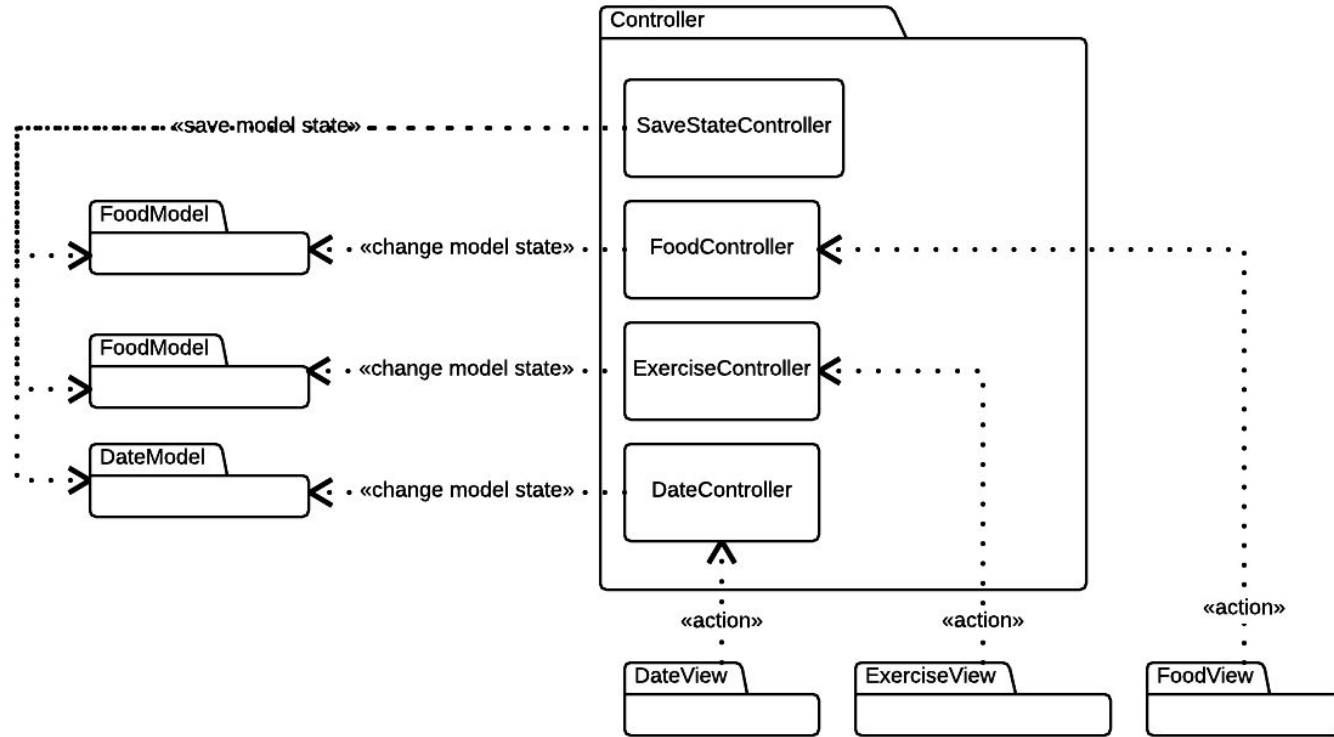 Controller
SaveStateController
«save model state»
FoodModel
«change model state»
FoodController
FoodModel
«change model state»
ExerciseController
DateModel
«change model state»
DateController
«action»
«action»
«action»
DateView
ExerciseView
FoodView